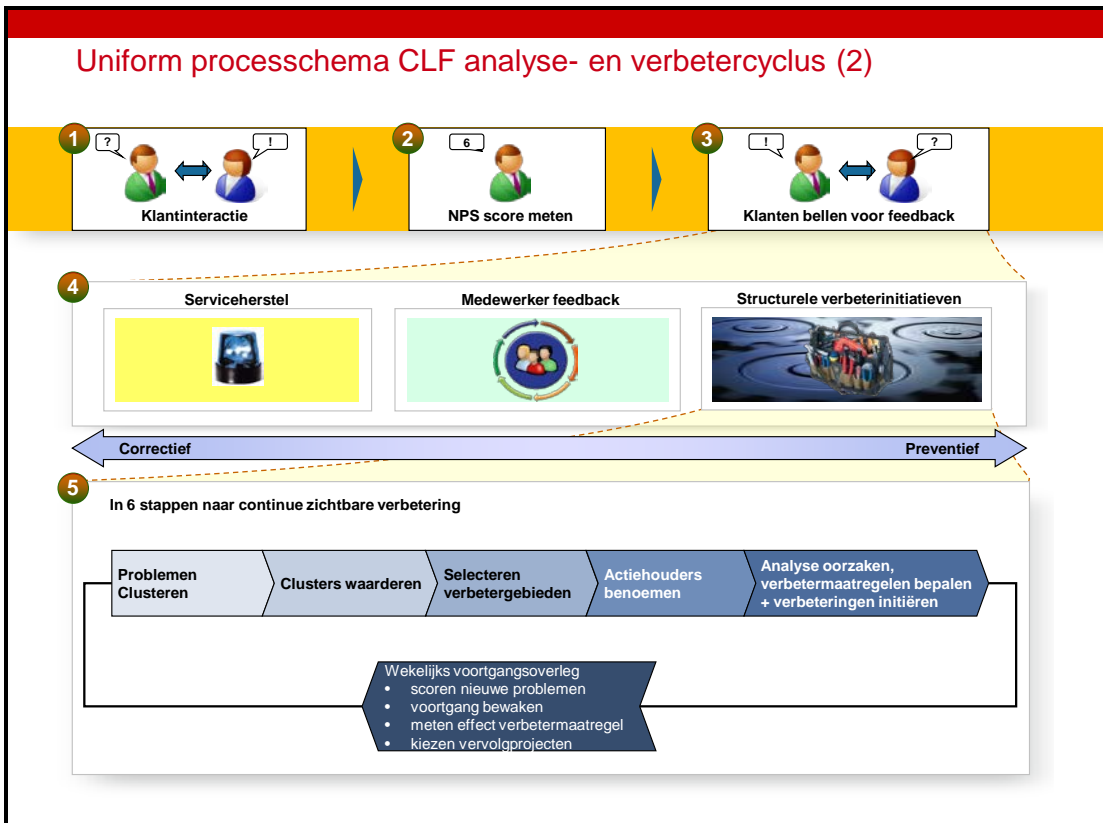 Uniform processchema CLF analyse- en verbetercyclus (2)
1
?
!
Klantinteractie
2
6
NPS score meten
3
!
?
Klanten bellen voor feedback
4
Serviceherstel
Medewerker feedback
Structurele verbeterinitiatieven
Correctief
Preventief
5
In 6 stappen naar continue zichtbare verbetering
Problemen
Clusteren
Clusters waarderen
Selecteren
verbetergebieden
Actiehouders
benoemen
Analyse oorzaken,
verbetermaatregelen bepalen
+ verbeteringen initiëren
Wekelijks voortgangsoverleg
• scoren nieuwe problemen
• voortgang bewaken
• meten effect verbetermaatregel
• kiezen vervolgprojecten